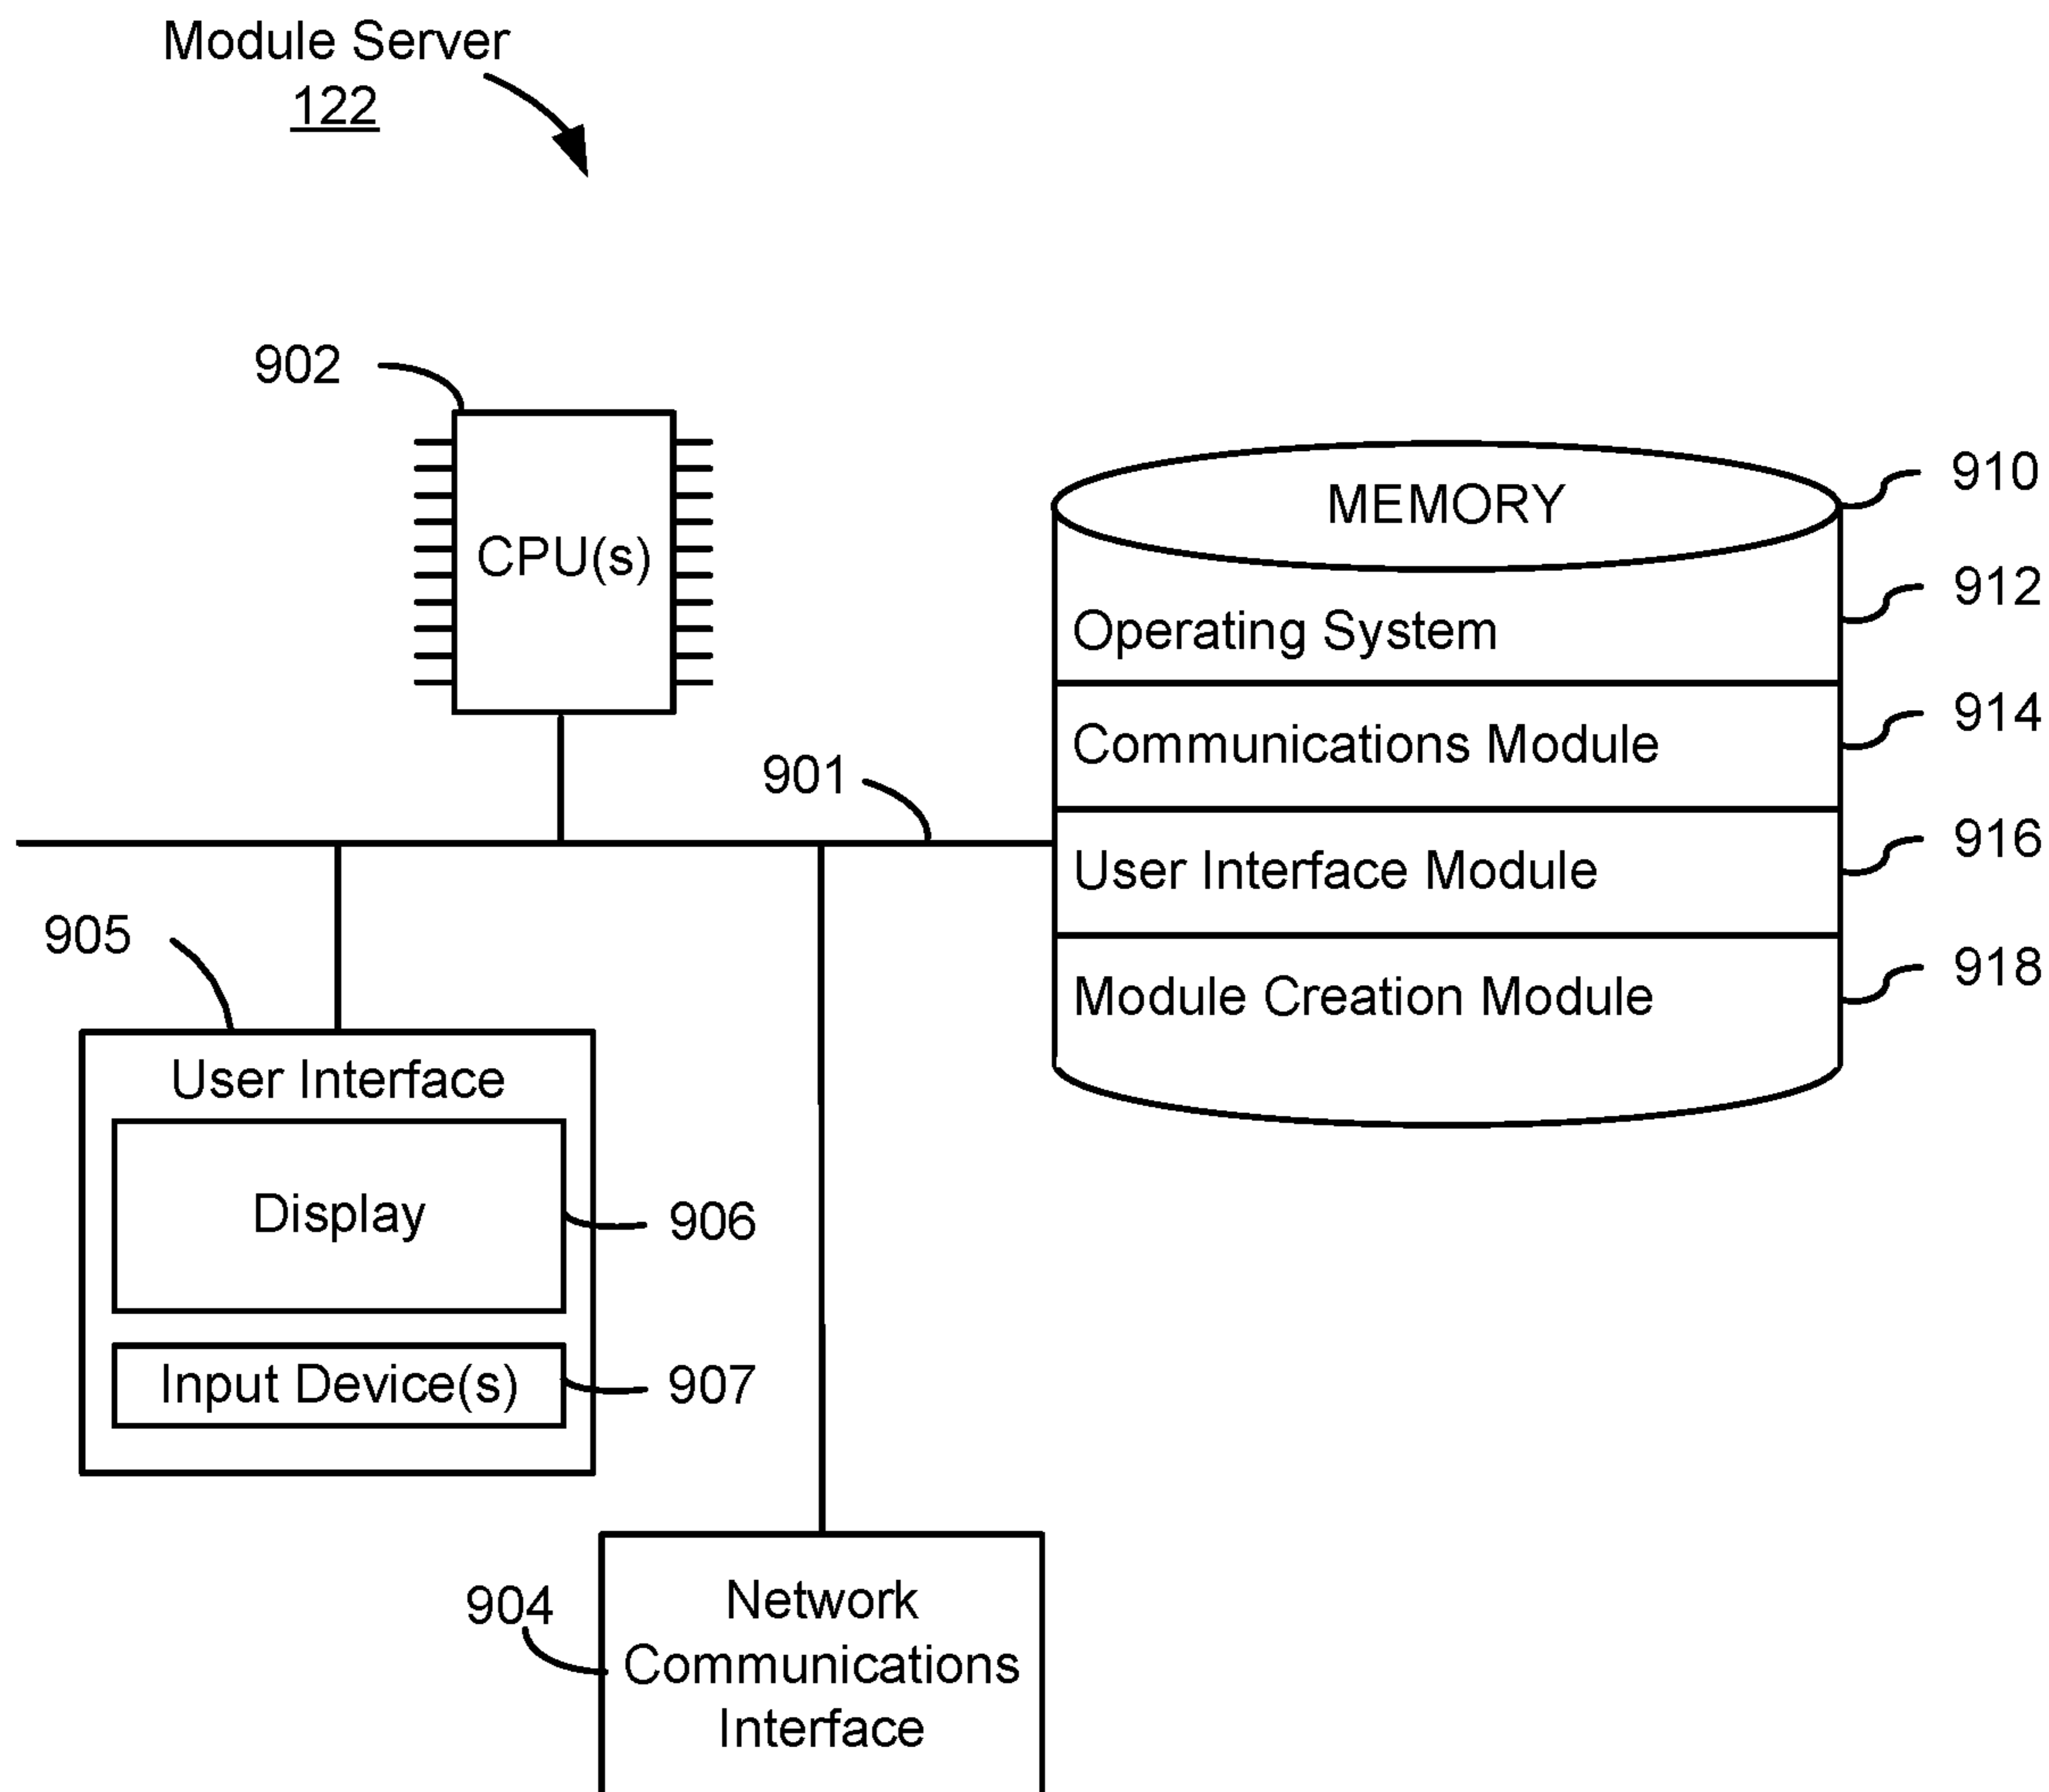 Module Server
122
902
CPU(s)
MEMORY
910
Operating System
912
Communications Module
914
901
User Interface Module
916
905
Module Creation Module
918
User Interface
Display
906
Input Device(s)
907
904
Network
Communications
Interface